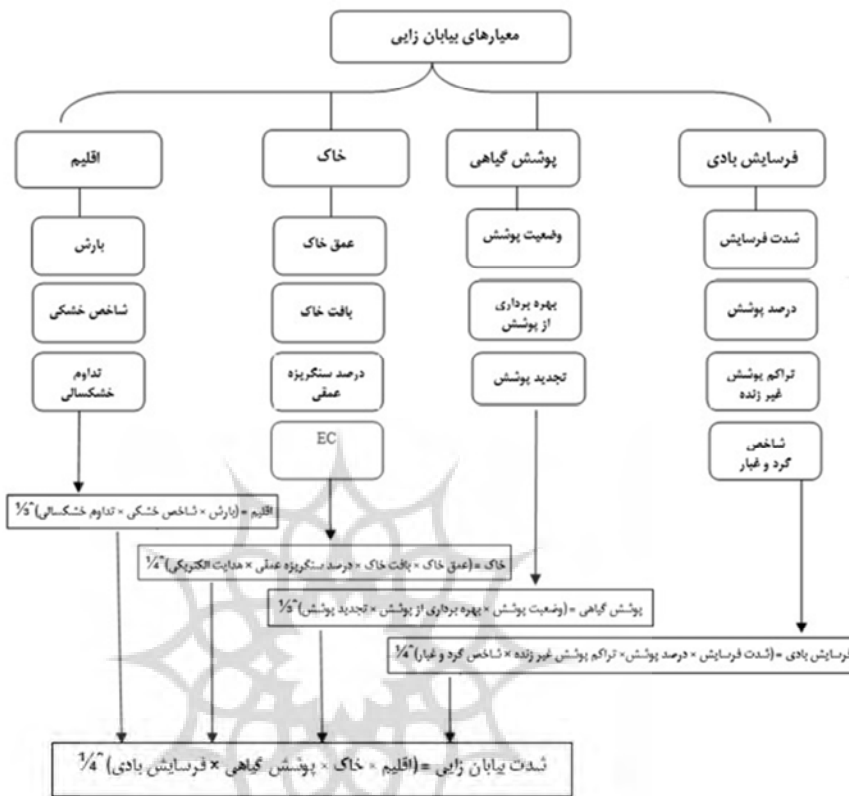 معیارهای بیابان زایی
فرسایش بادی
پوشش گیاهی
خاک
اقلیم
شدت فرسایش
وضعیت پوشش
عمق خاک
بارش
درصد پوشش
بهره برداری
از پوشش
بافت خاک
شاخص خشکی
تراکم پوشش
غیر زنده
تجدید پوشش
درصد سنگریزه
عمقی
تداوم
خشکسالی
شاخص
گرد و غبار
EC
اقلیم = (بارش × شاخص خشکی × تداوم خشکسالی)^⅓
خاک = (عمق خاک × بافت خاک × درصد سنگریزه عمقی × هدایت الکتریکی)^¼
پوشش گیاهی = (وضعیت پوشش × بهره برداری از پوشش × تجدید پوشش)^⅓
فرسایش بادی = (شدت فرسایش × درصد پوشش× تراکم پوشش غیر زنده × شاخص گرد و غبار)^¼
شدت بیابان زایی = (اقلیم × خاک × پوشش گیاهی × فرسایش بادی)^¼